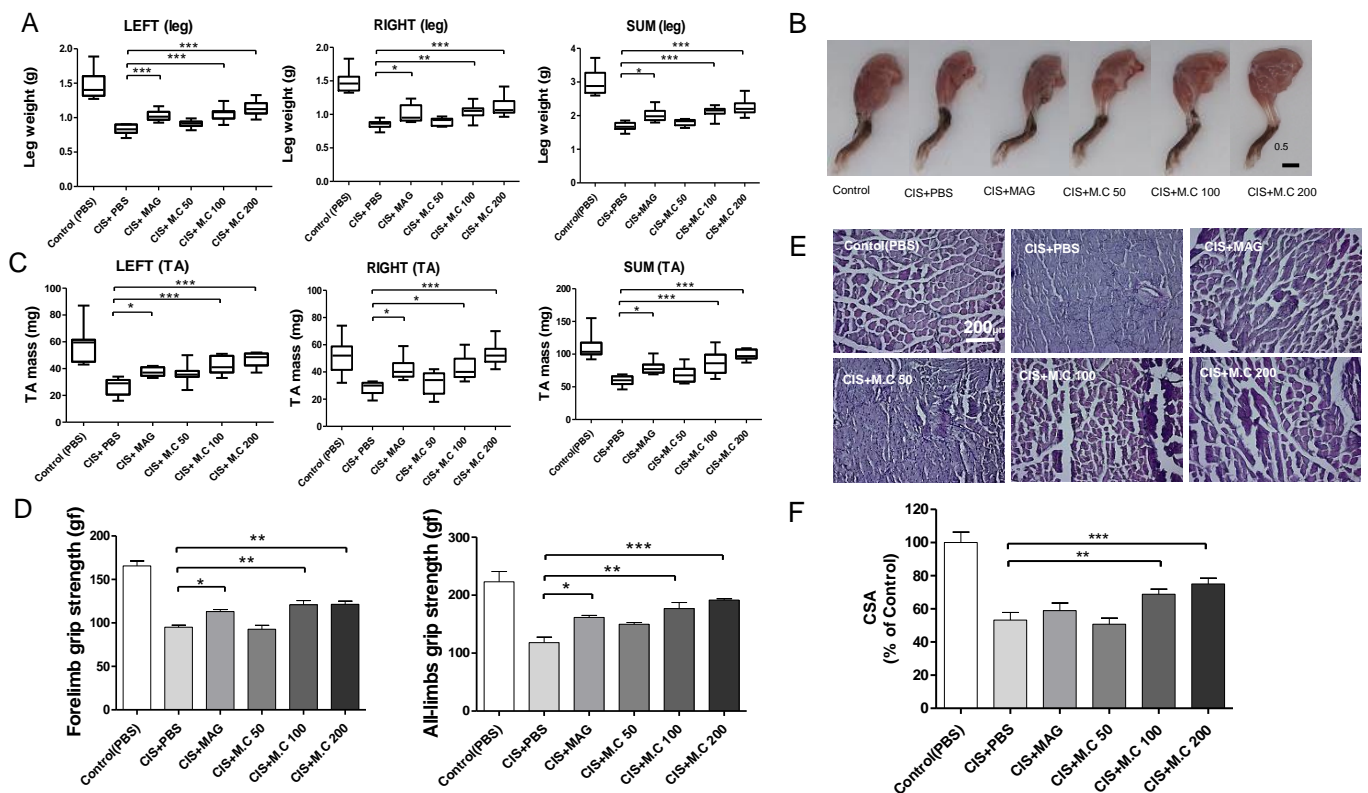 A
LEFT (leg)
Leg weight (g)
2.0
1.5
1.0
0.5
0.0
***
***
***
Control (PBS)
CIS+ PBS
CIS+ MAG
CIS+ M.C 50
CIS+ M.C 100
CIS+ M.C 200
RIGHT (leg)
Leg weight (g)
2.0
1.5
1.0
0.5
0.0
***
**
*
Control (PBS)
CIS+ PBS
CIS+ MAG
CIS+ M.C 50
CIS+ M.C 100
CIS+ M.C 200
SUM (leg)
Leg weight (g)
4
3
2
1
0
***
***
*
Control (PBS)
CIS+ PBS
CIS+ MAG
CIS+ M.C 50
CIS+ M.C 100
CIS+ M.C 200
B
0.5
Control
CIS+PBS
CIS+MAG
CIS+M.C 50
CIS+M.C 100
CIS+M.C 200
C
LEFT (TA)
TA mass (mg)
100
80
60
40
20
0
***
***
*
Control (PBS)
CIS+ PBS
CIS+ MAG
CIS+ M.C 50
CIS+ M.C 100
CIS+ M.C 200
RIGHT (TA)
TA mass (mg)
100
80
60
40
20
0
***
*
*
Control (PBS)
CIS+ PBS
CIS+ MAG
CIS+ M.C 50
CIS+ M.C 100
CIS+ M.C 200
SUM (TA)
TA mass (mg)
200
150
100
50
0
***
***
*
Control (PBS)
CIS+ PBS
CIS+ MAG
CIS+ M.C 50
CIS+ M.C 100
CIS+ M.C 200
E
Control(PBS)
200μm
CIS+PBS
CIS+MAG
CIS+M.C 50
CIS+M.C 100
CIS+M.C 200
D
Forelimb grip strength (gf)
200
150
100
50
0
**
**
*
Control(PBS)
CIS+PBS
CIS+MAG
CIS+M.C 50
CIS+M.C 100
CIS+M.C 200
All-limbs grip strength (gf)
300
200
100
0
***
**
*
Control(PBS)
CIS+PBS
CIS+MAG
CIS+M.C 50
CIS+M.C 100
CIS+M.C 200
F
CSA
(% of Control)
120
100
80
60
40
20
0
***
**
Control(PBS)
CIS+PBS
CIS+MAG
CIS+M.C 50
CIS+M.C 100
CIS+M.C 200